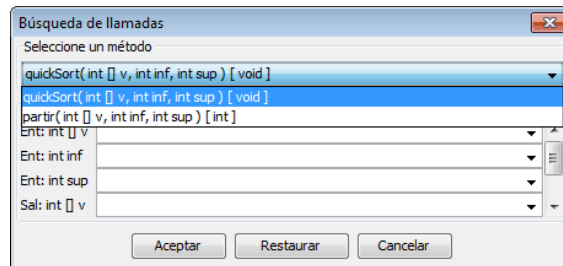 Búsqueda de llamadas
Seleccione un método
quickSort( int [] v, int inf, int sup ) [ void ]
quickSort( int [] v, int inf, int sup ) [ void ]
partir( int [] v, int inf, int sup ) [ int ]
Ent: int [] v
Ent: int inf
Ent: int sup
Sal: int [] v
Aceptar Restaurar Cancelar